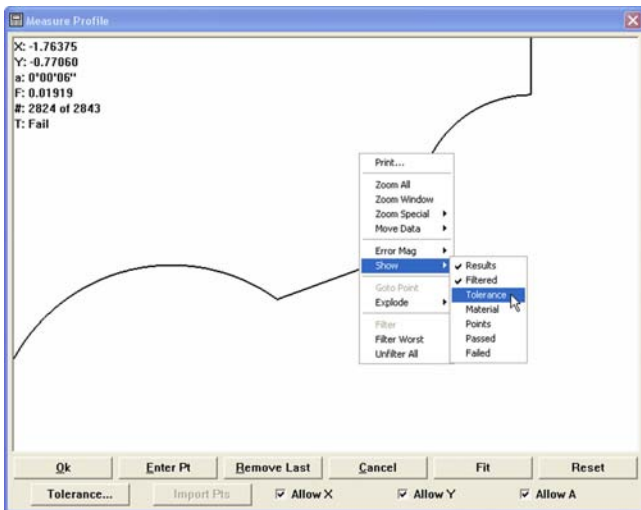 Measure Profile
X: -1.76375
Y: -0.77060
a: 0°00'06"
F: 0.01919
#: 2824 of 2843
T: Fail
Print...
Zoom All
Zoom Window
Zoom Special
Move Data
Error Mag
Show
Goto Point
Explode
Filter
Filter Worst
Unfilter All
Results
Filtered
Tolerance
Material
Points
Passed
Failed
Ok Enter Pt Remove Last Cancel Fit Reset
Tolerance... Import Pts Allow X Allow Y Allow A